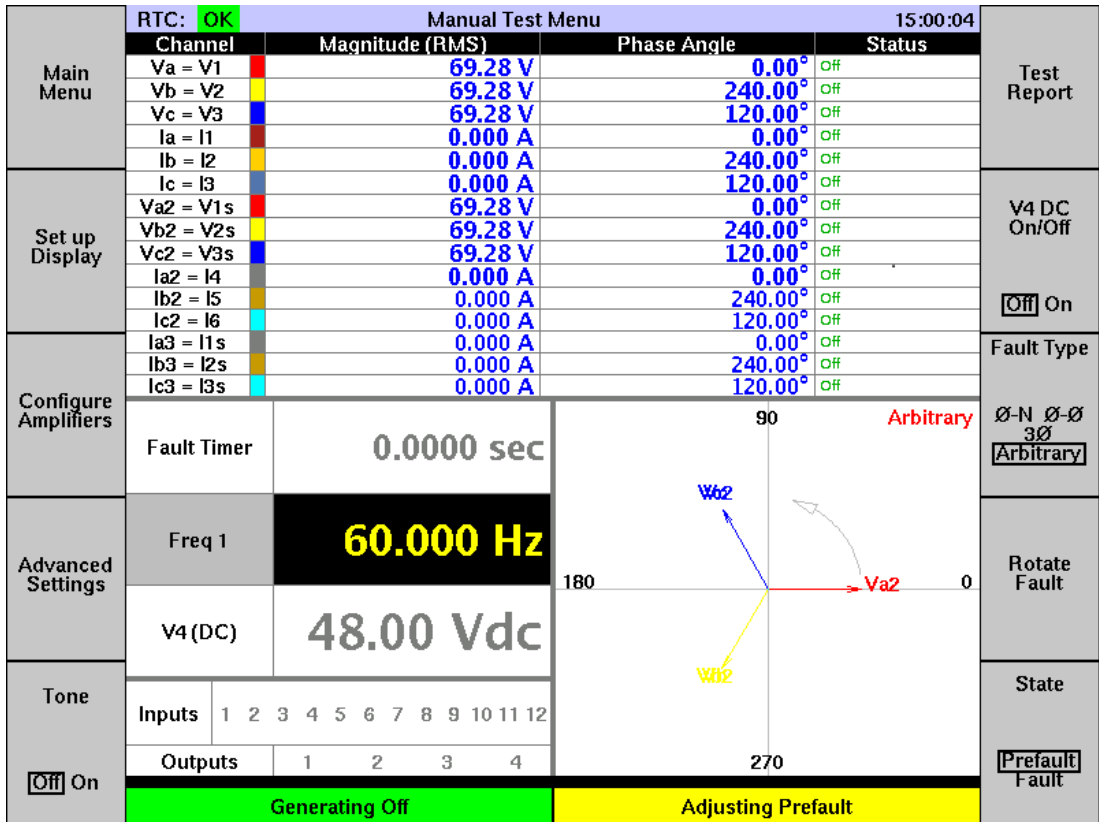 RTC: OK Manual Test Menu 15:00:04
Channel Magnitude (RMS) Phase Angle Status
Va = V1 69.28 V 0.00° Off
Vb = V2 69.28 V 240.00° Off
Vc = V3 69.28 V 120.00° Off
Ia = I1 0.000 A 0.00° Off
Ib = I2 0.000 A 240.00° Off
Ic = I3 0.000 A 120.00° Off
Va2 = V1s 69.28 V 0.00° Off
Vb2 = V2s 69.28 V 240.00° Off
Vc2 = V3s 69.28 V 120.00° Off
Ia2 = I4 0.000 A 0.00° Off
Ib2 = I5 0.000 A 240.00° Off
Ic2 = I6 0.000 A 120.00° Off
Ia3 = I1s 0.000 A 0.00° Off
Ib3 = I2s 0.000 A 240.00° Off
Ic3 = I3s 0.000 A 120.00° Off
Main
Menu
Set up
Display
Configure
Amplifiers
Advanced
Settings
Tone
Off On
Fault Timer 0.0000 sec
Freq 1 60.000 Hz
V4 (DC) 48.00 Vdc
Inputs 1 2 3 4 5 6 7 8 9 10 11 12
Outputs 1 2 3 4
Generating Off
90 Arbitrary
180 Va2 0
270
Adjusting Prefault
Test
Report
V4 DC
On/Off
Off On
Fault Type
Ø-N Ø-Ø
3Ø
Arbitrary
Rotate
Fault
State
Prefault
Fault